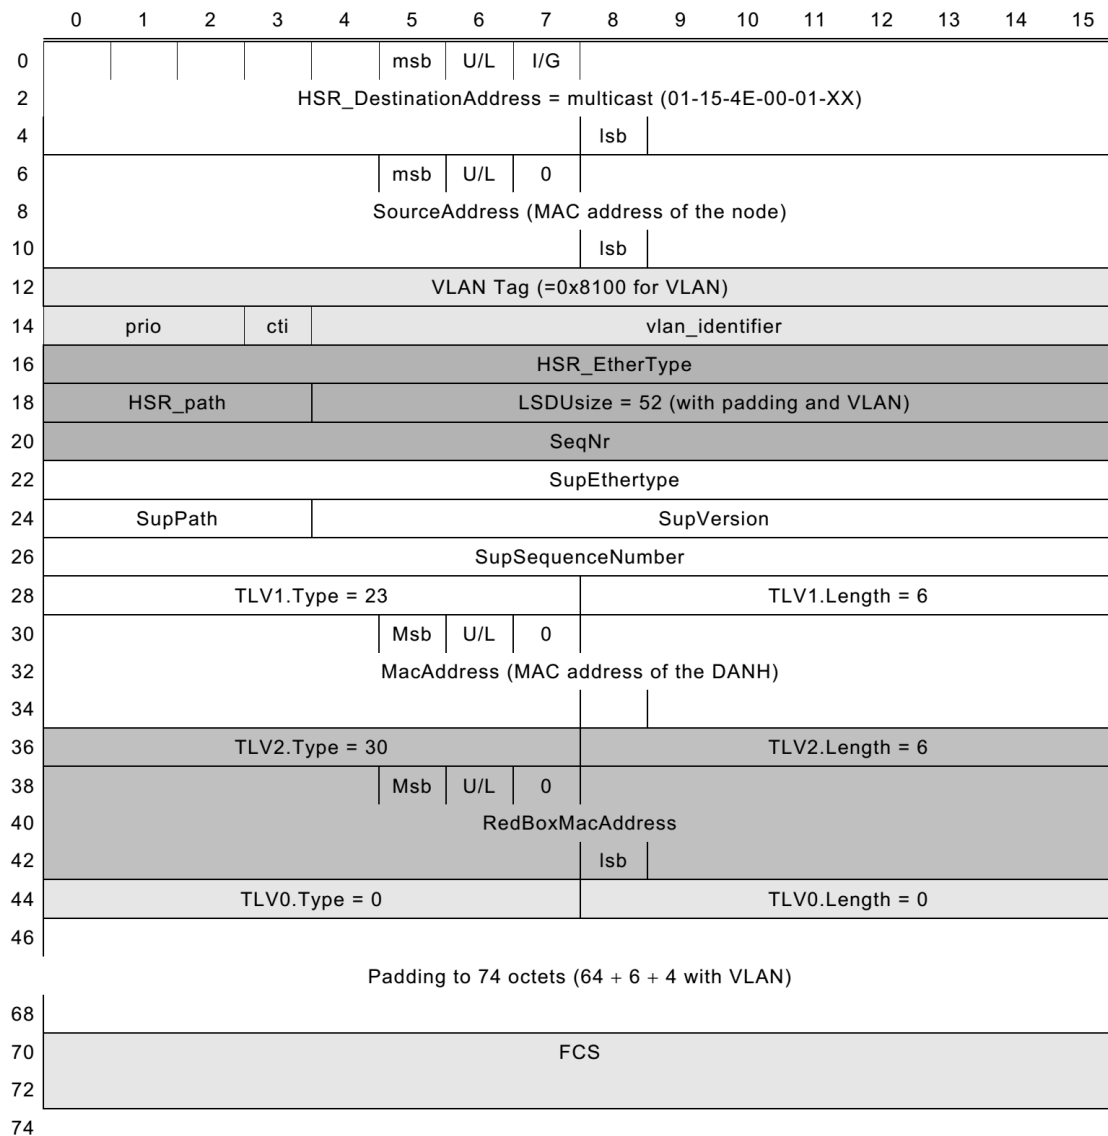 0 1 2 3 4 5 6 7 8 9 10 11 12 13 14 15
0 msb U/L I/G
2 HSR_DestinationAddress = multicast (01-15-4E-00-01-XX)
4 lsb
6 msb U/L 0
8 SourceAddress (MAC address of the node)
10 lsb
12 VLAN Tag (=0x8100 for VLAN)
14 prio cti vlan_identifier
16 HSR_EtherType
18 HSR_path LSDUsize = 52 (with padding and VLAN)
20 SeqNr
22 SupEthertype
24 SupPath SupVersion
26 SupSequenceNumber
28 TLV1.Type = 23 TLV1.Length = 6
30 Msb U/L 0
32 MacAddress (MAC address of the DANH)
34
36 TLV2.Type = 30 TLV2.Length = 6
38 Msb U/L 0
40 RedBoxMacAddress
42 lsb
44 TLV0.Type = 0 TLV0.Length = 0
46
Padding to 74 octets (64 + 6 + 4 with VLAN)
68
70 FCS
72
74